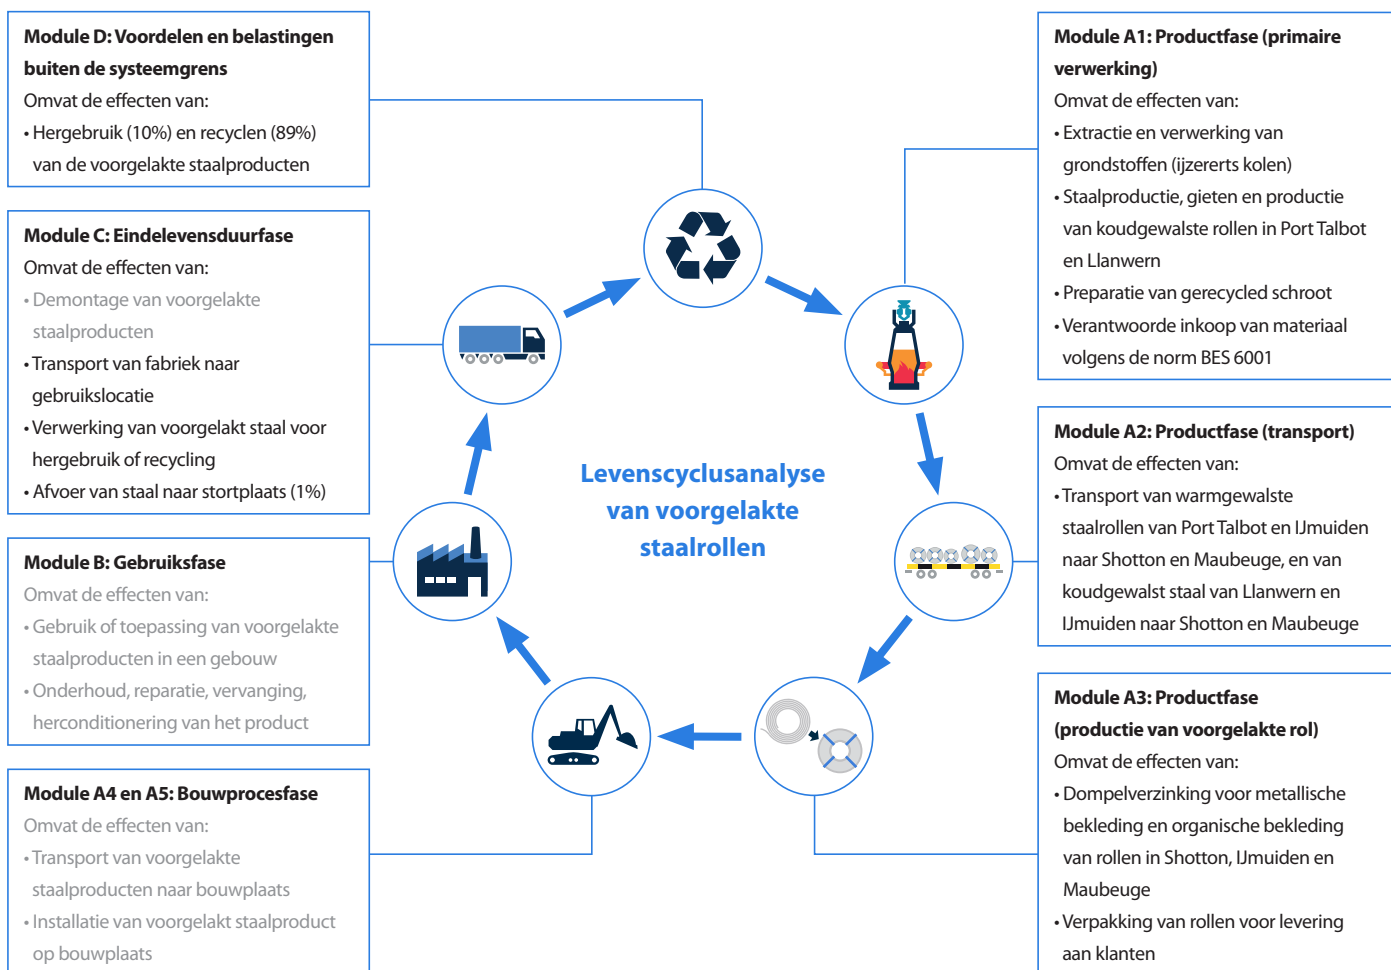 Module D: Voordelen en belastingen
buiten de systeemgrens
Omvat de effecten van:
• Hergebruik (10%) en recyclen (89%)
van de voorgelakte staalproducten
Module C: Eindelevensduurfase
Omvat de effecten van:
• Demontage van voorgelakte
staalproducten
• Transport van fabriek naar
gebruikslocatie
• Verwerking van voorgelakt staal voor
hergebruik of recycling
• Afvoer van staal naar stortplaats (1%)
Module B: Gebruiksfase
Omvat de effecten van:
• Gebruik of toepassing van voorgelakte
staalproducten in een gebouw
• Onderhoud, reparatie, vervanging,
herconditionering van het product
Module A4 en A5: Bouwprocesfase
Omvat de effecten van:
• Transport van voorgelakte
staalproducten naar bouwplaats
• Installatie van voorgelakt staalproduct
op bouwplaats
Levenscyclusanalyse
van voorgelakte
staalrollen
Module A1: Productfase (primaire
verwerking)
Omvat de effecten van:
• Extractie en verwerking van
grondstoffen (ijzererts kolen)
• Staalproductie, gieten en productie
van koudgewalste rollen in Port Talbot
en Llanwern
• Preparatie van gerecycled schroot
• Verantwoorde inkoop van materiaal
volgens de norm BES 6001
Module A2: Productfase (transport)
Omvat de effecten van:
• Transport van warmgewalste
staalrollen van Port Talbot en IJmuiden
naar Shotton en Maubeuge, en van
koudgewalst staal van Llanwern en
IJmuiden naar Shotton en Maubeuge
Module A3: Productfase
(productie van voorgelakte rol)
Omvat de effecten van:
• Dompelverzinking voor metallische
bekleding en organische bekleding
van rollen in Shotton, IJmuiden en
Maubeuge
• Verpakking van rollen voor levering
aan klanten